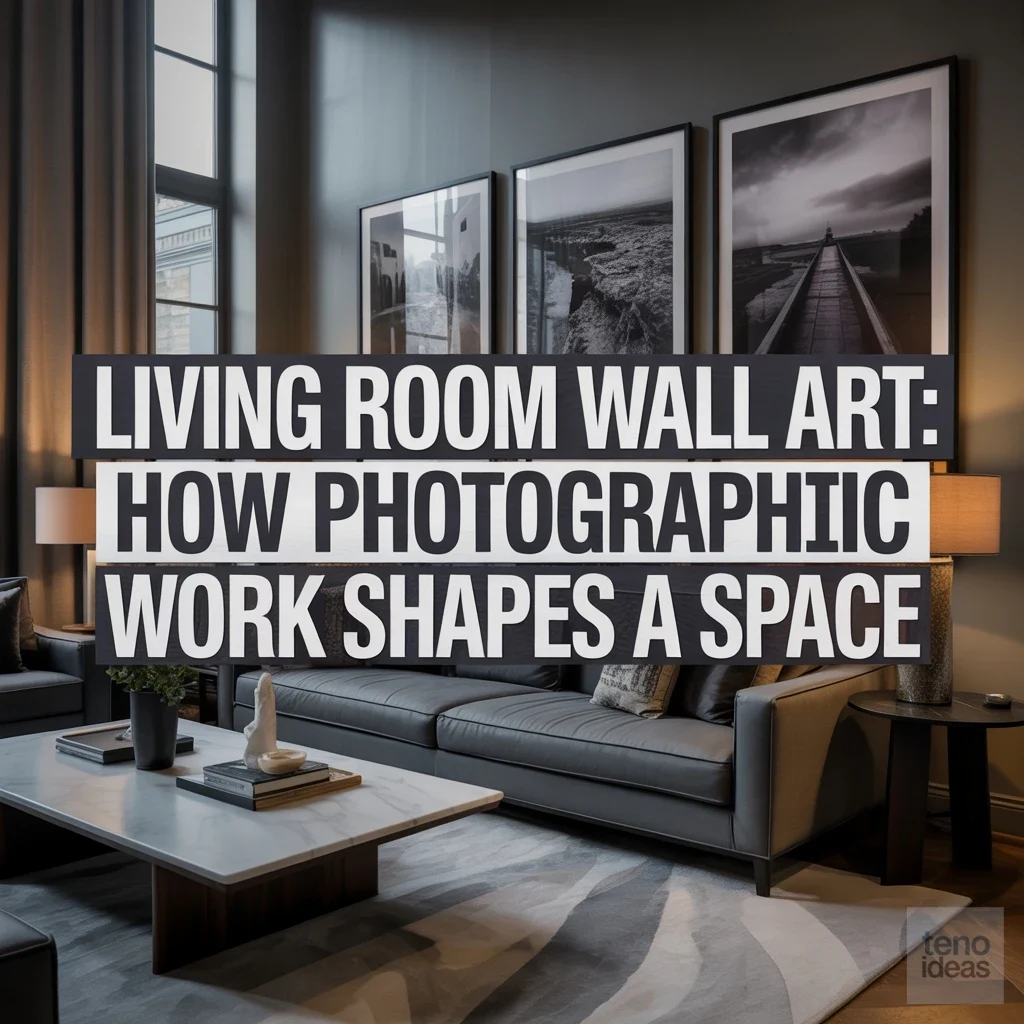 LIVING ROOM WALL ART:
HOW PHOTOGRAPHIIC
WORK SHAPES A SPACE
teno
ideas